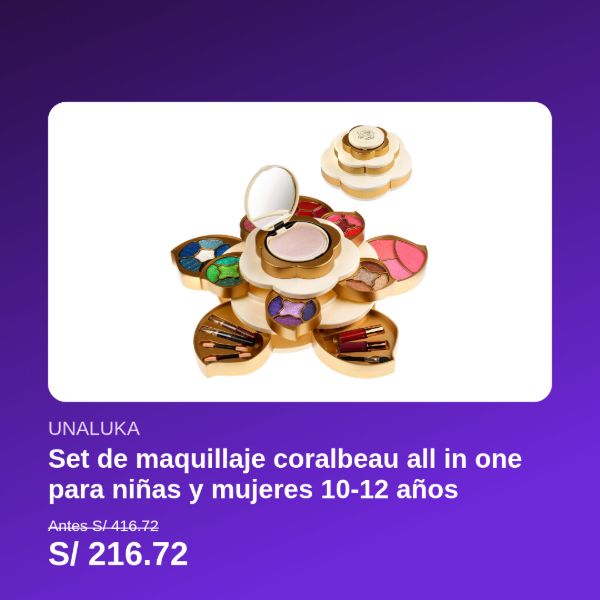 UNALUKA
Set de maquillaje coralbeau all in one
para niñas y mujeres 10-12 años
Antes S/ 416.72
S/ 216.72